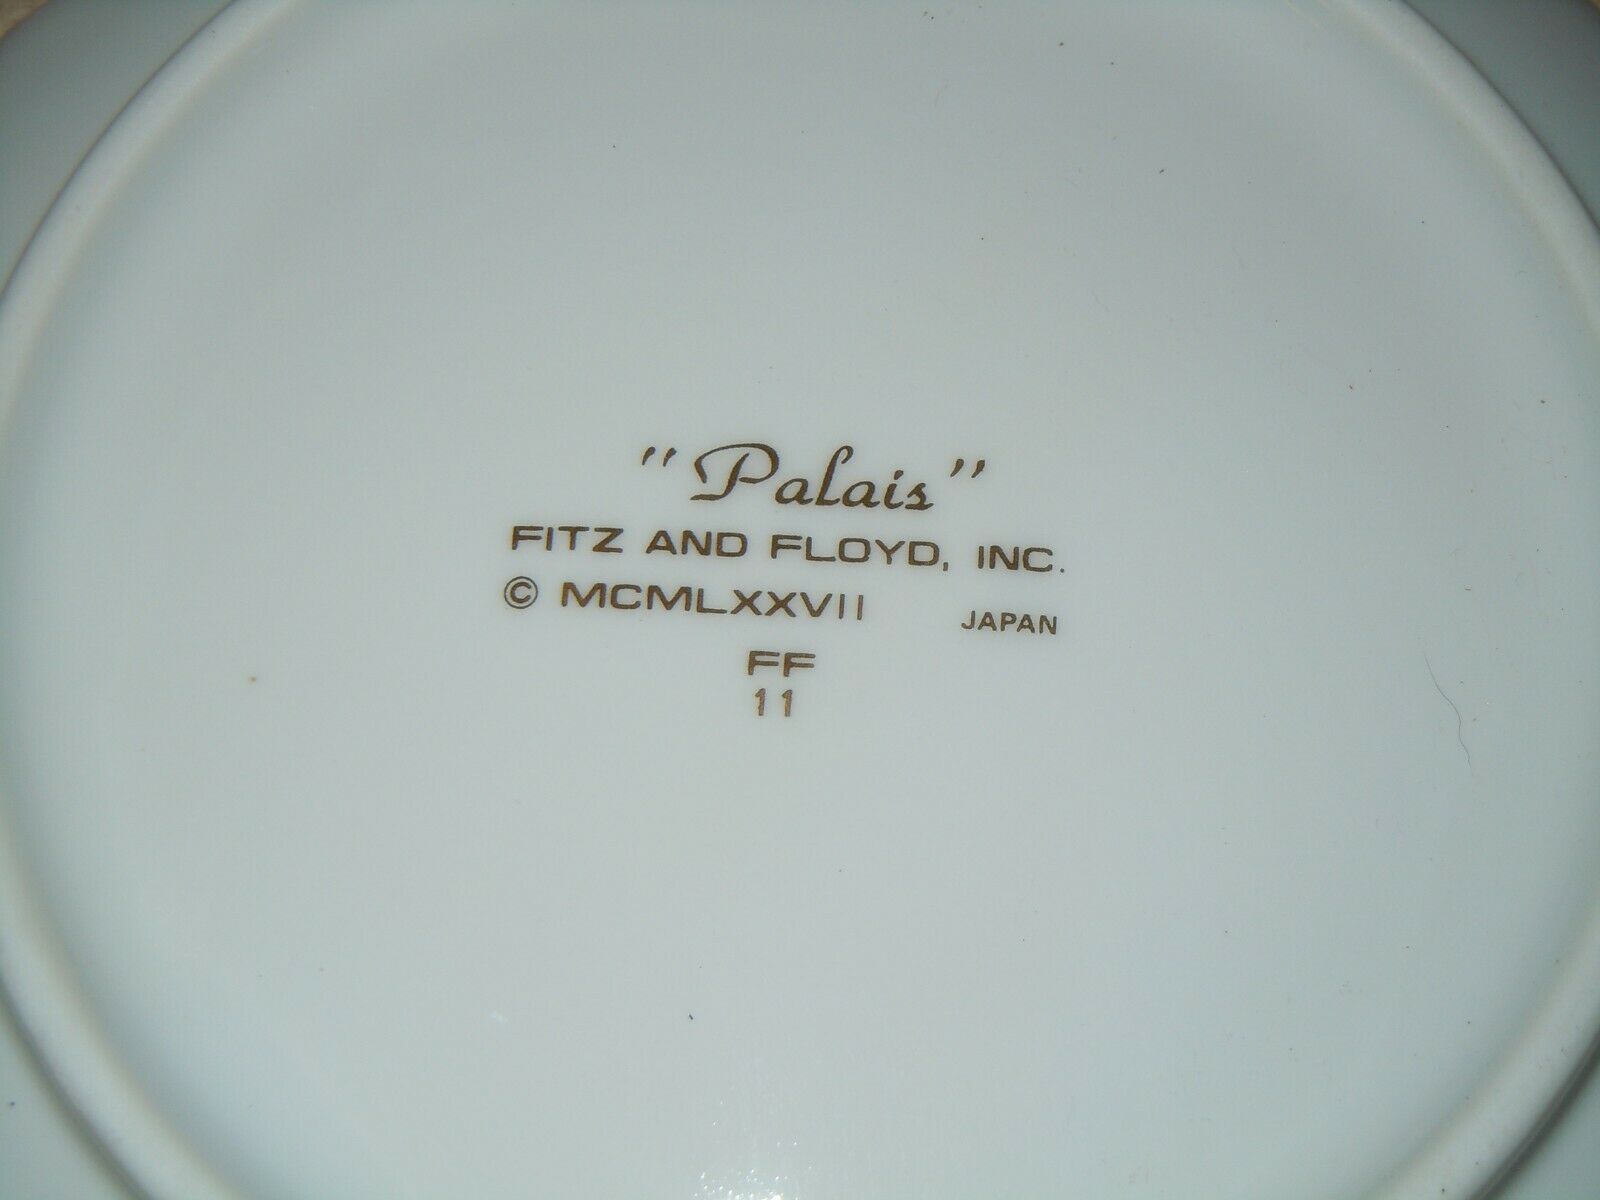 "Palais"
FITZ AND FLOYD, INC.
© MCMLXXVII JAPAN
FF
11